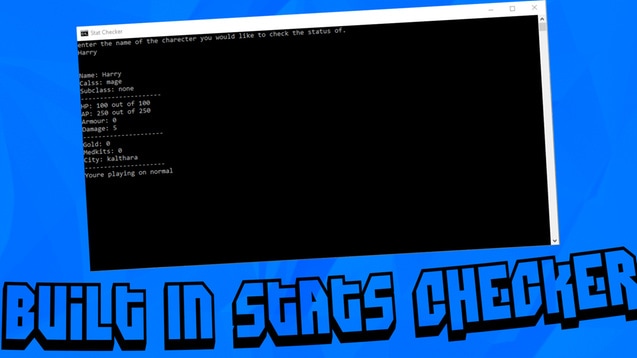 Stat Checker
enter the name of the charecter you would like to check the status of.
Harry
Name: Harry
Calss: mage
Subclass: none
---------------------
HP: 100 out of 100
AP: 250 out of 250
Armour: 0
Damage: 5
---------------------
Gold: 0
Medkits: 0
City: kalthara
---------------------
Youre playing on normal
BUILT IN STATS CHECKER